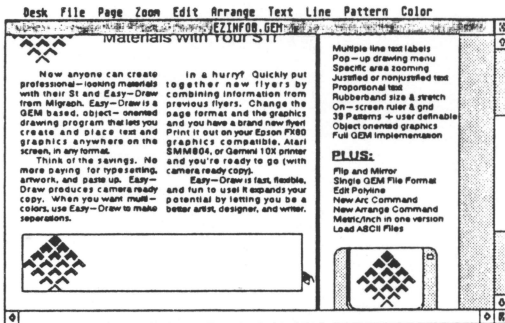 Desk File Page Zoom Edit Arrange Text Line Pattern Color
EZINFO8.GEM
Materials with Your ST!
Now anyone can create
professional—looking materials
with their St and Easy—Draw
from Migraph. Easy—Draw is a
GEM based, object— oriented
drawing program that lets you
create and place text and
graphics anywhere on the
screen, in any format.
Think of the savings. No
more paying for typesetting,
artwork, and paste up. Easy—
Draw produces camera ready
copy. When you want multi—
colors, use Easy—Draw to make
seperations.
in a hurry? Quickly put
together new flyers by
combining information from
previous flyers. Change the
page format and the graphics
and you have a brand new flyer!
Print it out on your Epson FX80
graphics compatible, Atari
SMM804, or Gemini 10X printer
and you're ready to go (with
camera ready copy).
Easy—Draw is fast, flexible,
and fun to use! It expands your
potential by letting you be a
better artist, designer, and writer.
Multiple line text labels
Pop—up drawing menu
Specific area zooming
Justified or nonjustified text
Proportional text
Rubberband size & stretch
On—screen ruler & grid
39 Patterns + user definable
Object oriented graphics
Full GEM Implementation
PLUS:
Flip and Mirror
Single GEM File Format
Edit Polyline
New Arc Command
New Arrange Command
Metric/Inch in one version
Load ASCII Files